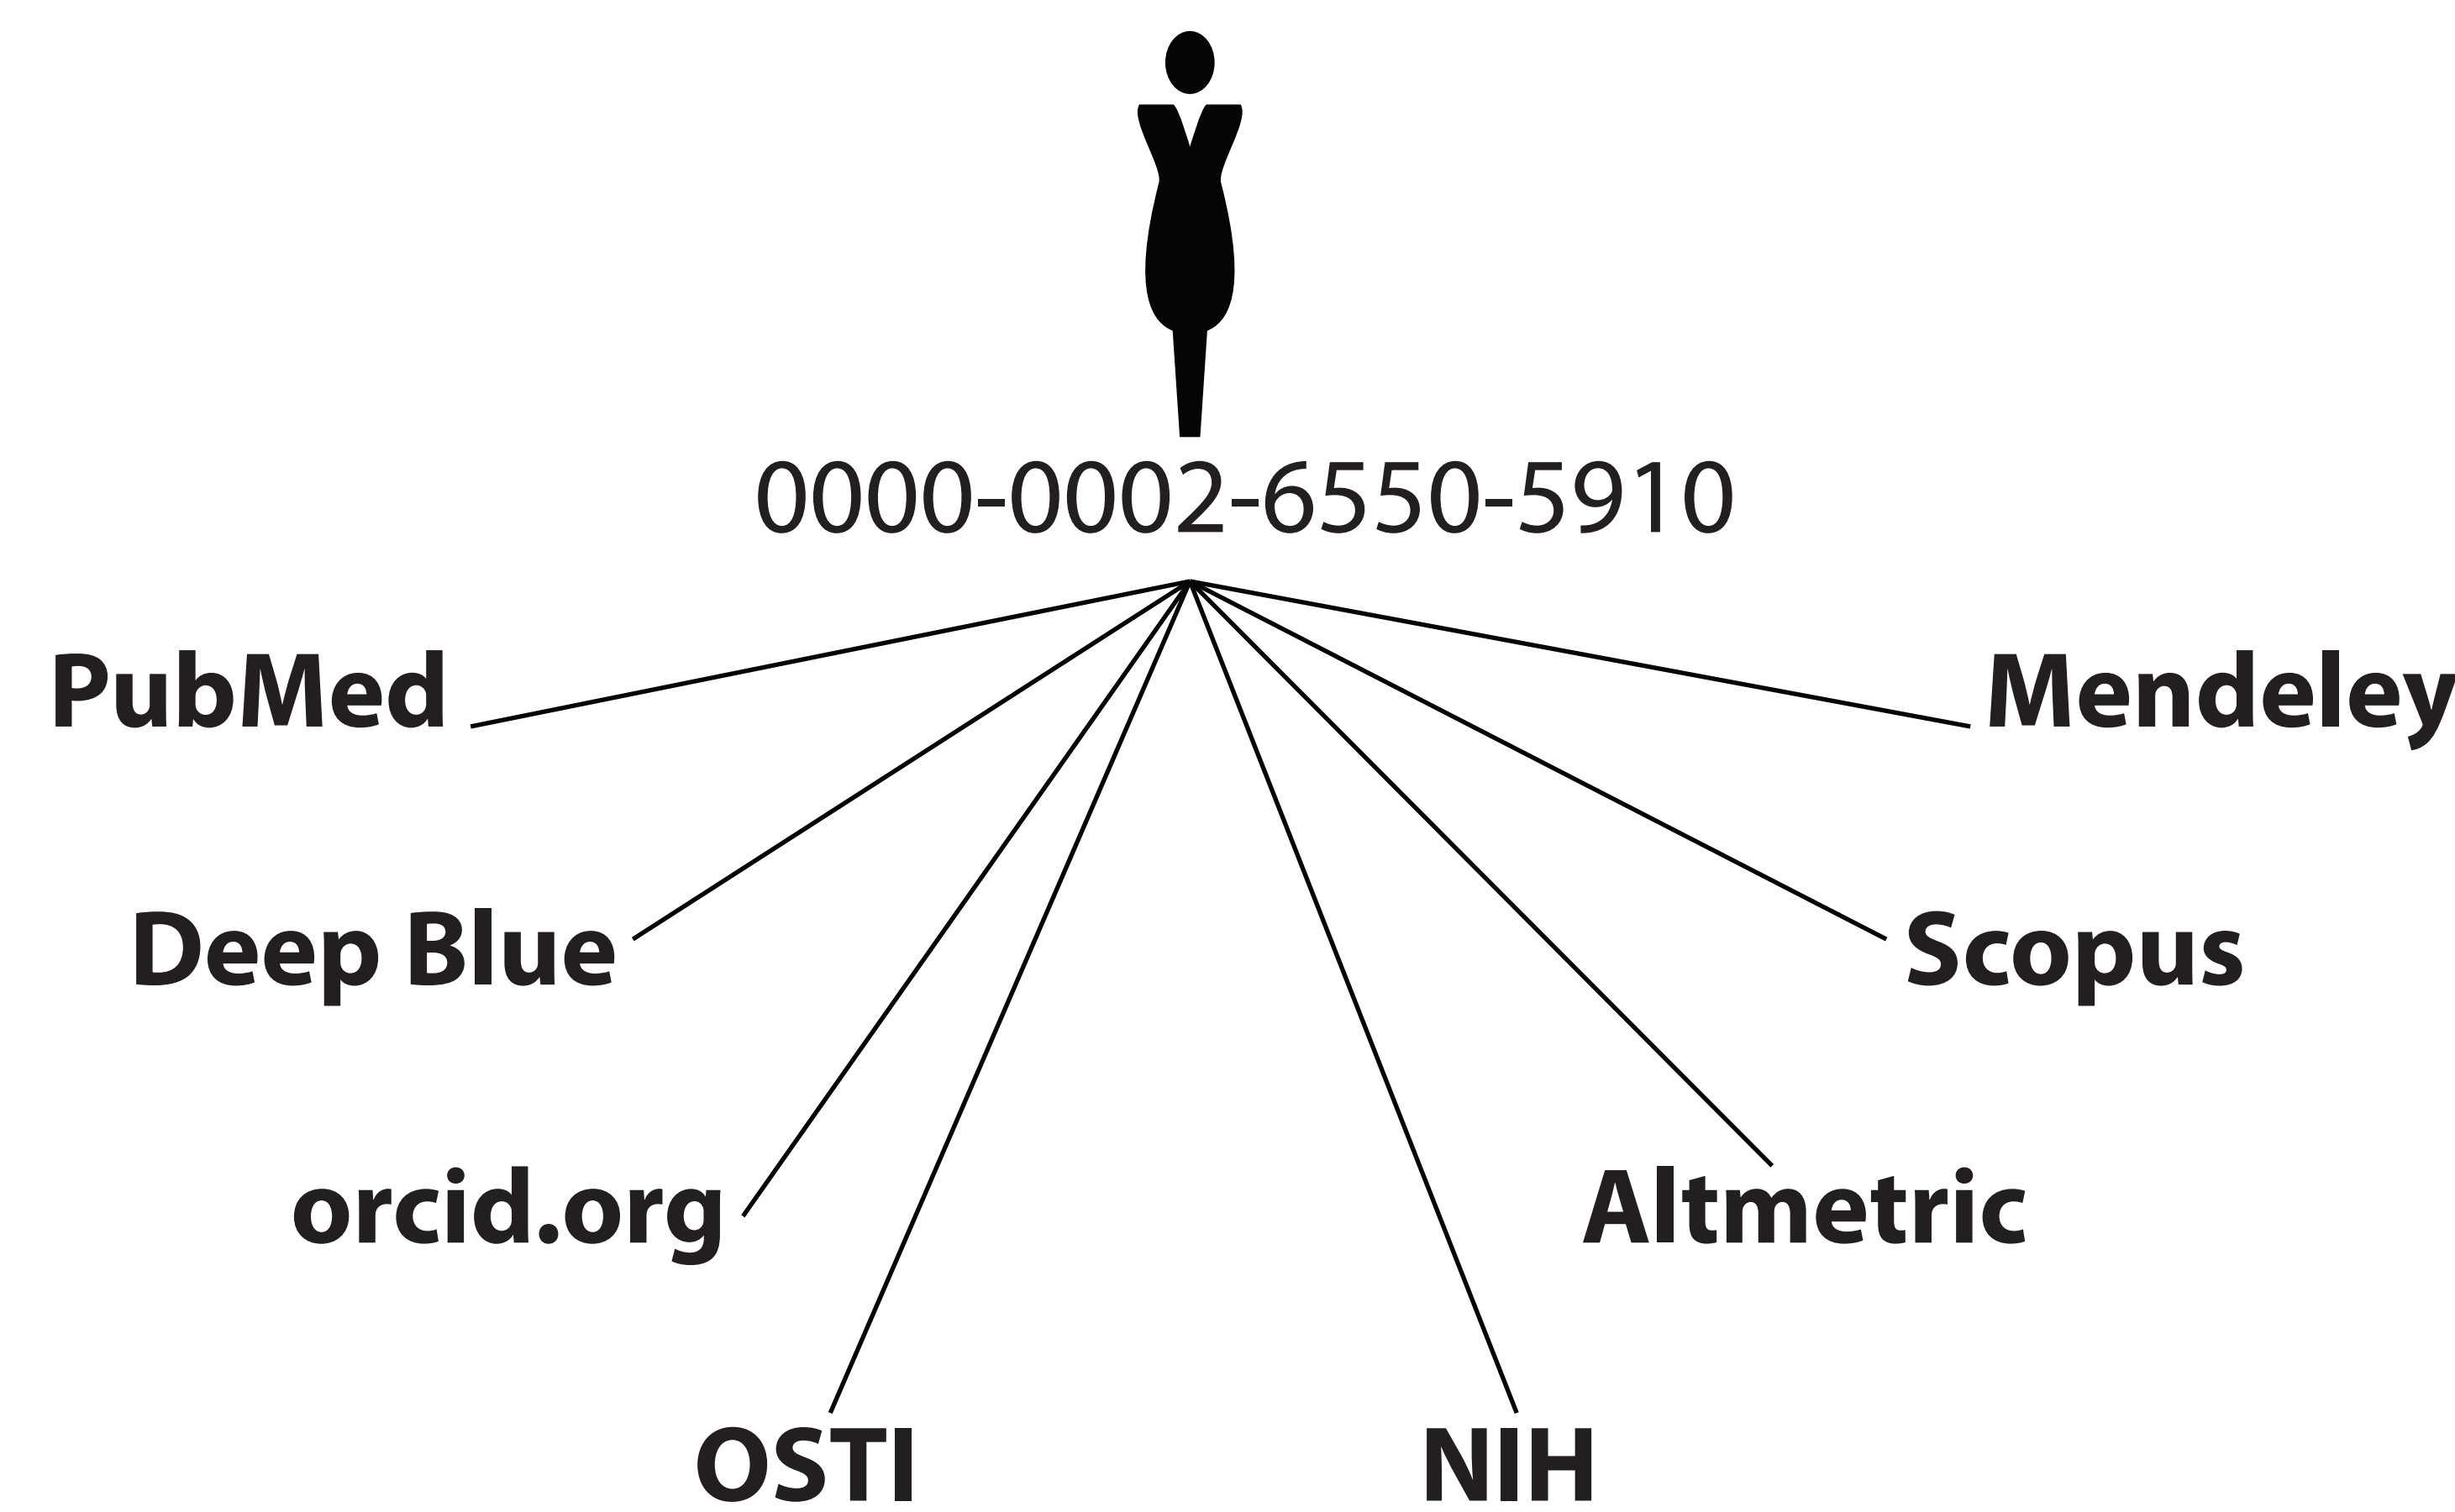 0000-0002-6550-5910
PubMed
Mendeley
Deep Blue
Scopus
orcid.org
Altmetric
OSTI
NIH